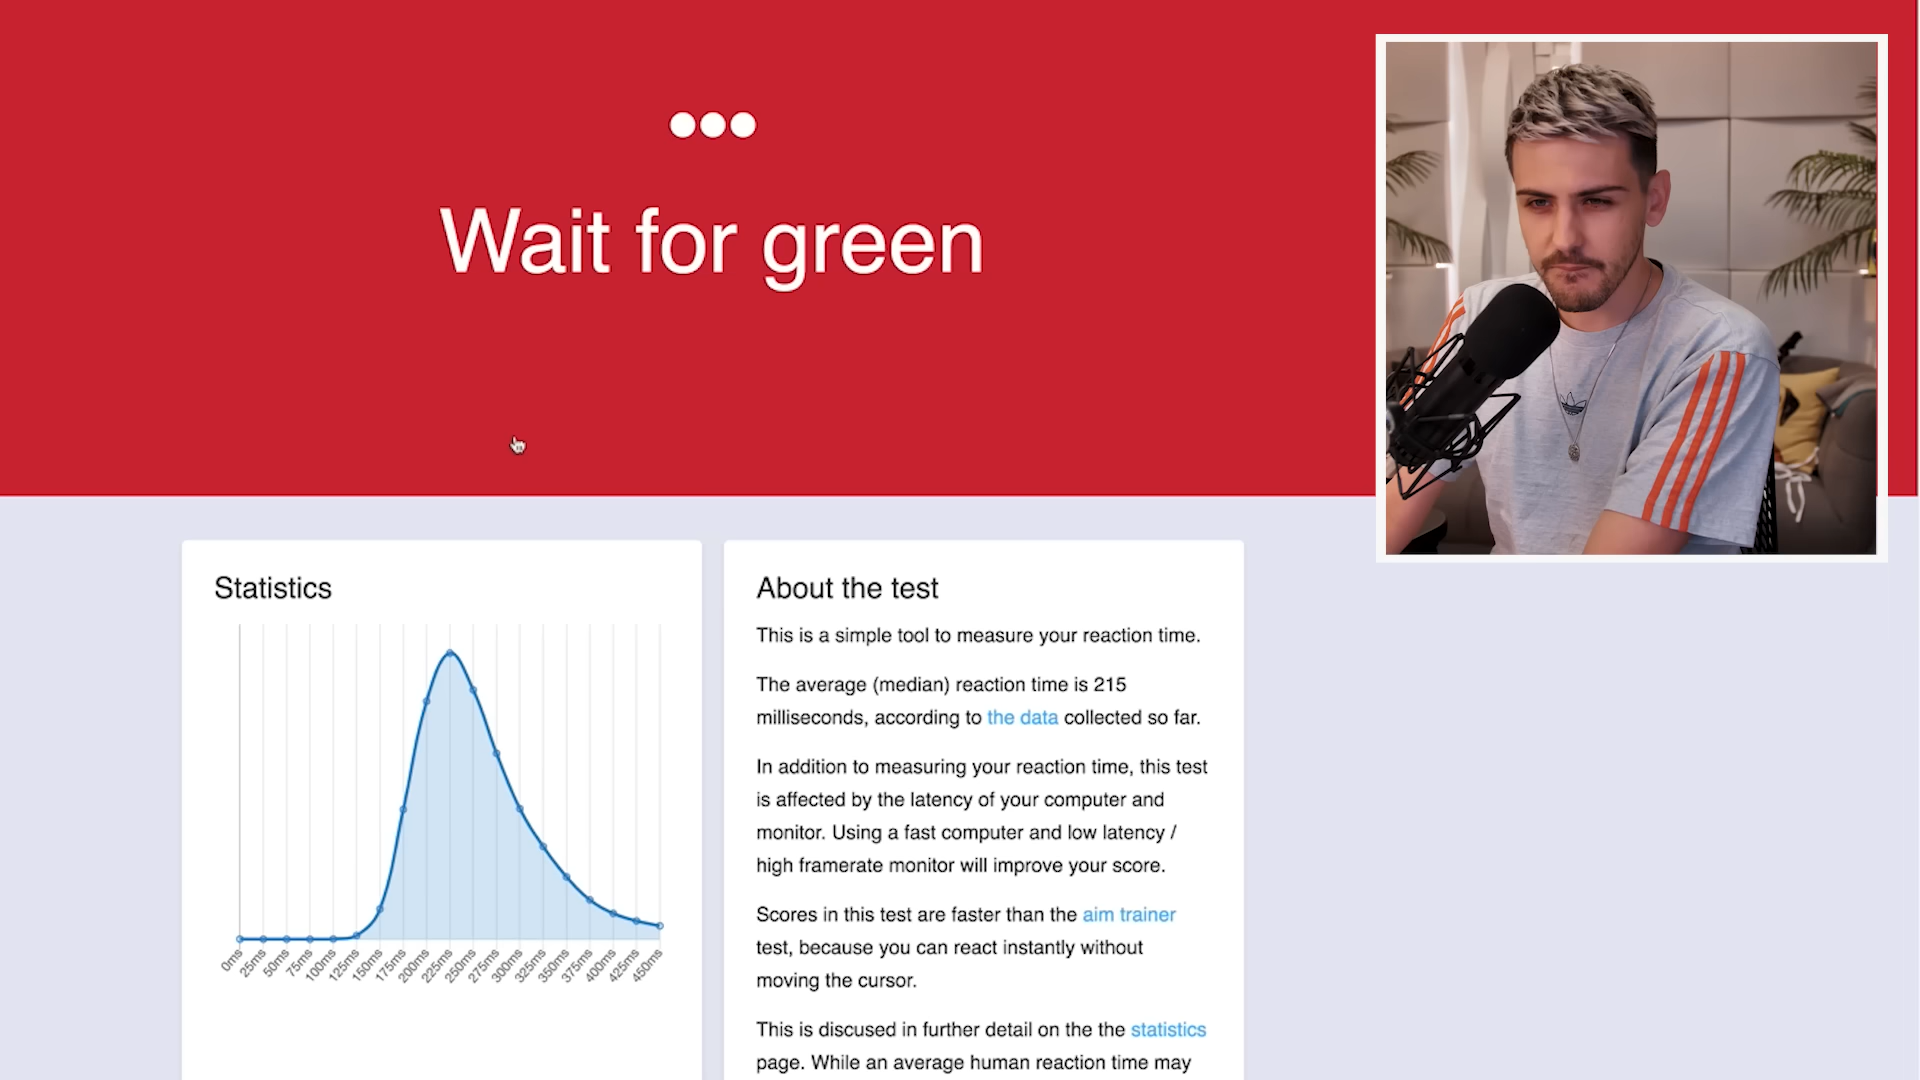 Wait for green
Statistics
0ms
25ms
50ms
75ms
100ms
125ms
150ms
175ms
200ms
225ms
250ms
275ms
300ms
325ms
350ms
375ms
400ms
425ms
450ms
About the test
This is a simple tool to measure your reaction time.
The average (median) reaction time is 215
milliseconds, according to the data collected so far.
In addition to measuring your reaction time, this test
is affected by the latency of your computer and
monitor. Using a fast computer and low latency /
high framerate monitor will improve your score.
Scores in this test are faster than the aim trainer
test, because you can react instantly without
moving the cursor.
This is discused in further detail on the the statistics
page. While an average human reaction time may